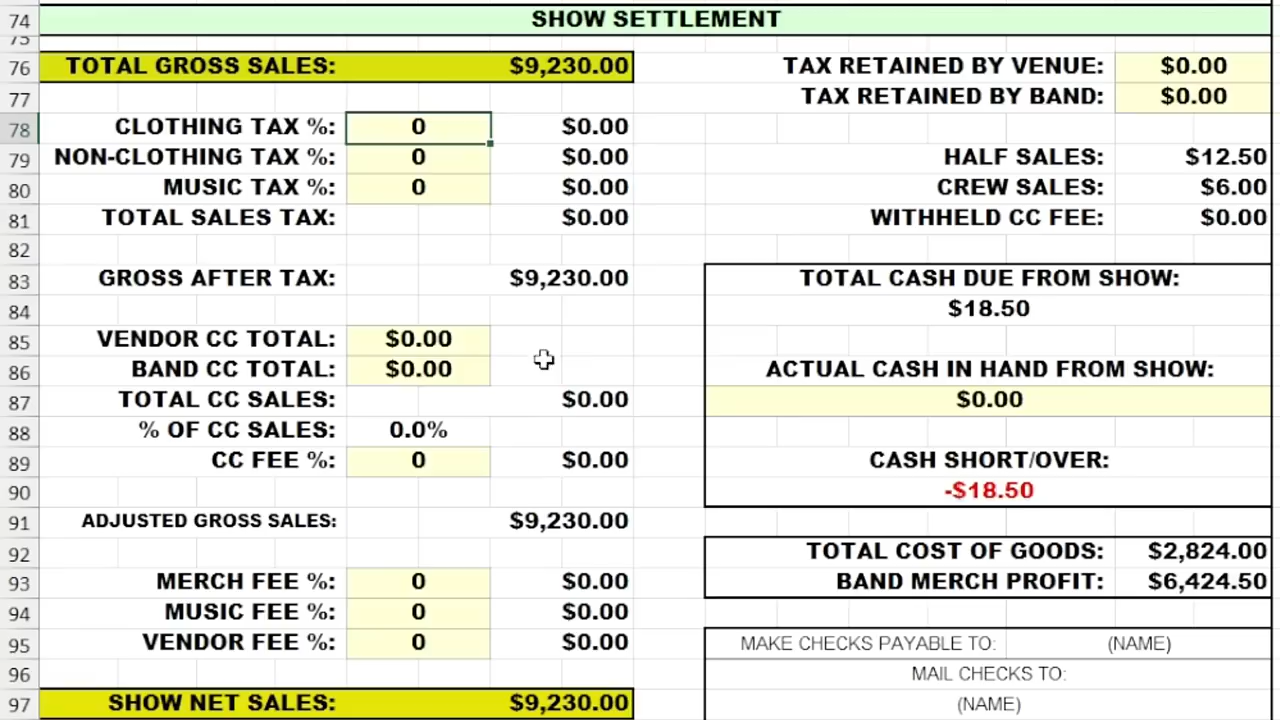 74 SHOW SETTLEMENT
75
76 TOTAL GROSS SALES: $9,230.00 TAX RETAINED BY VENUE: $0.00
77 TAX RETAINED BY BAND: $0.00
78 CLOTHING TAX %: 0 $0.00
79 NON-CLOTHING TAX %: 0 $0.00 HALF SALES: $12.50
80 MUSIC TAX %: 0 $0.00 CREW SALES: $6.00
81 TOTAL SALES TAX: $0.00 WITHHELD CC FEE: $0.00
82
83 GROSS AFTER TAX: $9,230.00 TOTAL CASH DUE FROM SHOW:
84 $18.50
85 VENDOR CC TOTAL: $0.00
86 BAND CC TOTAL: $0.00 ACTUAL CASH IN HAND FROM SHOW:
87 TOTAL CC SALES: $0.00 $0.00
88 % OF CC SALES: 0.0%
89 CC FEE %: 0 $0.00 CASH SHORT/OVER:
90 -$18.50
91 ADJUSTED GROSS SALES: $9,230.00
92 TOTAL COST OF GOODS: $2,824.00
93 MERCH FEE %: 0 $0.00 BAND MERCH PROFIT: $6,424.50
94 MUSIC FEE %: 0 $0.00
95 VENDOR FEE %: 0 $0.00 MAKE CHECKS PAYABLE TO: (NAME)
96 MAIL CHECKS TO:
97 SHOW NET SALES: $9,230.00 (NAME)